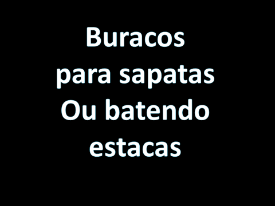 Buracos
para sapatas
Ou batendo
estacas